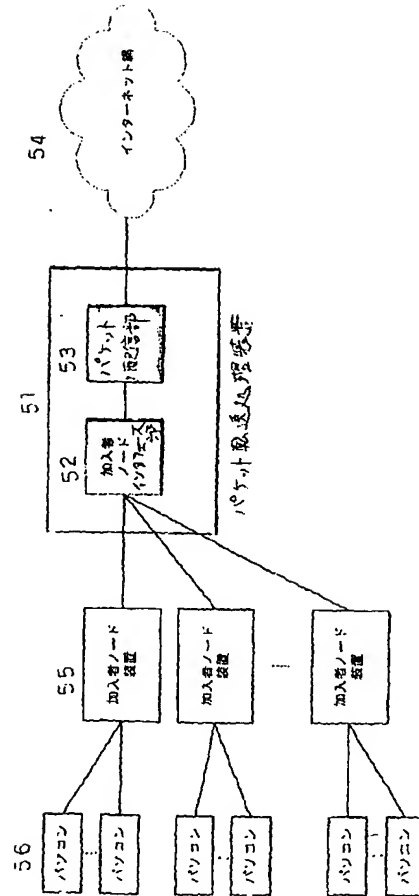 56
パソコン
パソコン
パソコン
パソコン
パソコン
パソコン
55
加入者ノード
装置
加入者ノード
装置
加入者ノード
装置
51
52
加入者
ノード
インタフェース
部
53
パケット
配信部
パケット転送処理装置
54
インターネット網